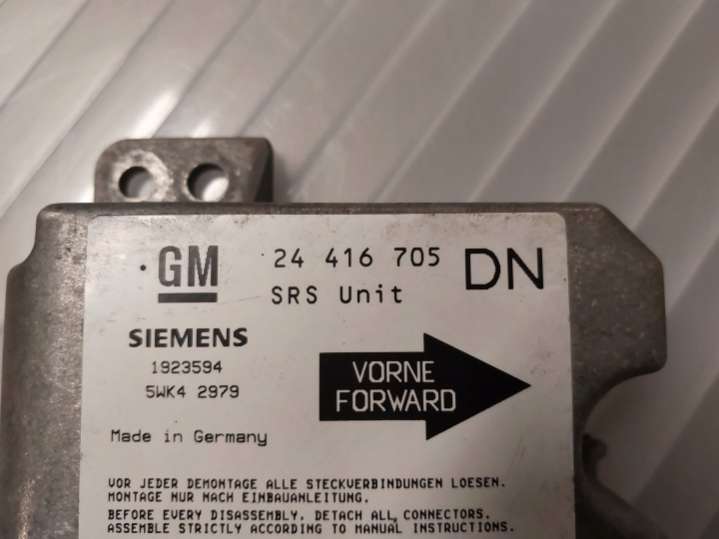 GM 24 416 705 DN
SRS Unit
SIEMENS
1923594
5WK4 2979
VORNE
FORWARD
Made in Germany
VOR JEDER DEMONTAGE ALLE STECKVERBINDUNGEN LOESEN.
MONTAGE NUR NACH EINBAUANLEITUNG.
BEFORE EVERY DISASSEMBLY, DETACH ALL CONNECTORS.
ASSEMBLE STRICTLY ACCORDING TO MANUAL INSTRUCTIONS.